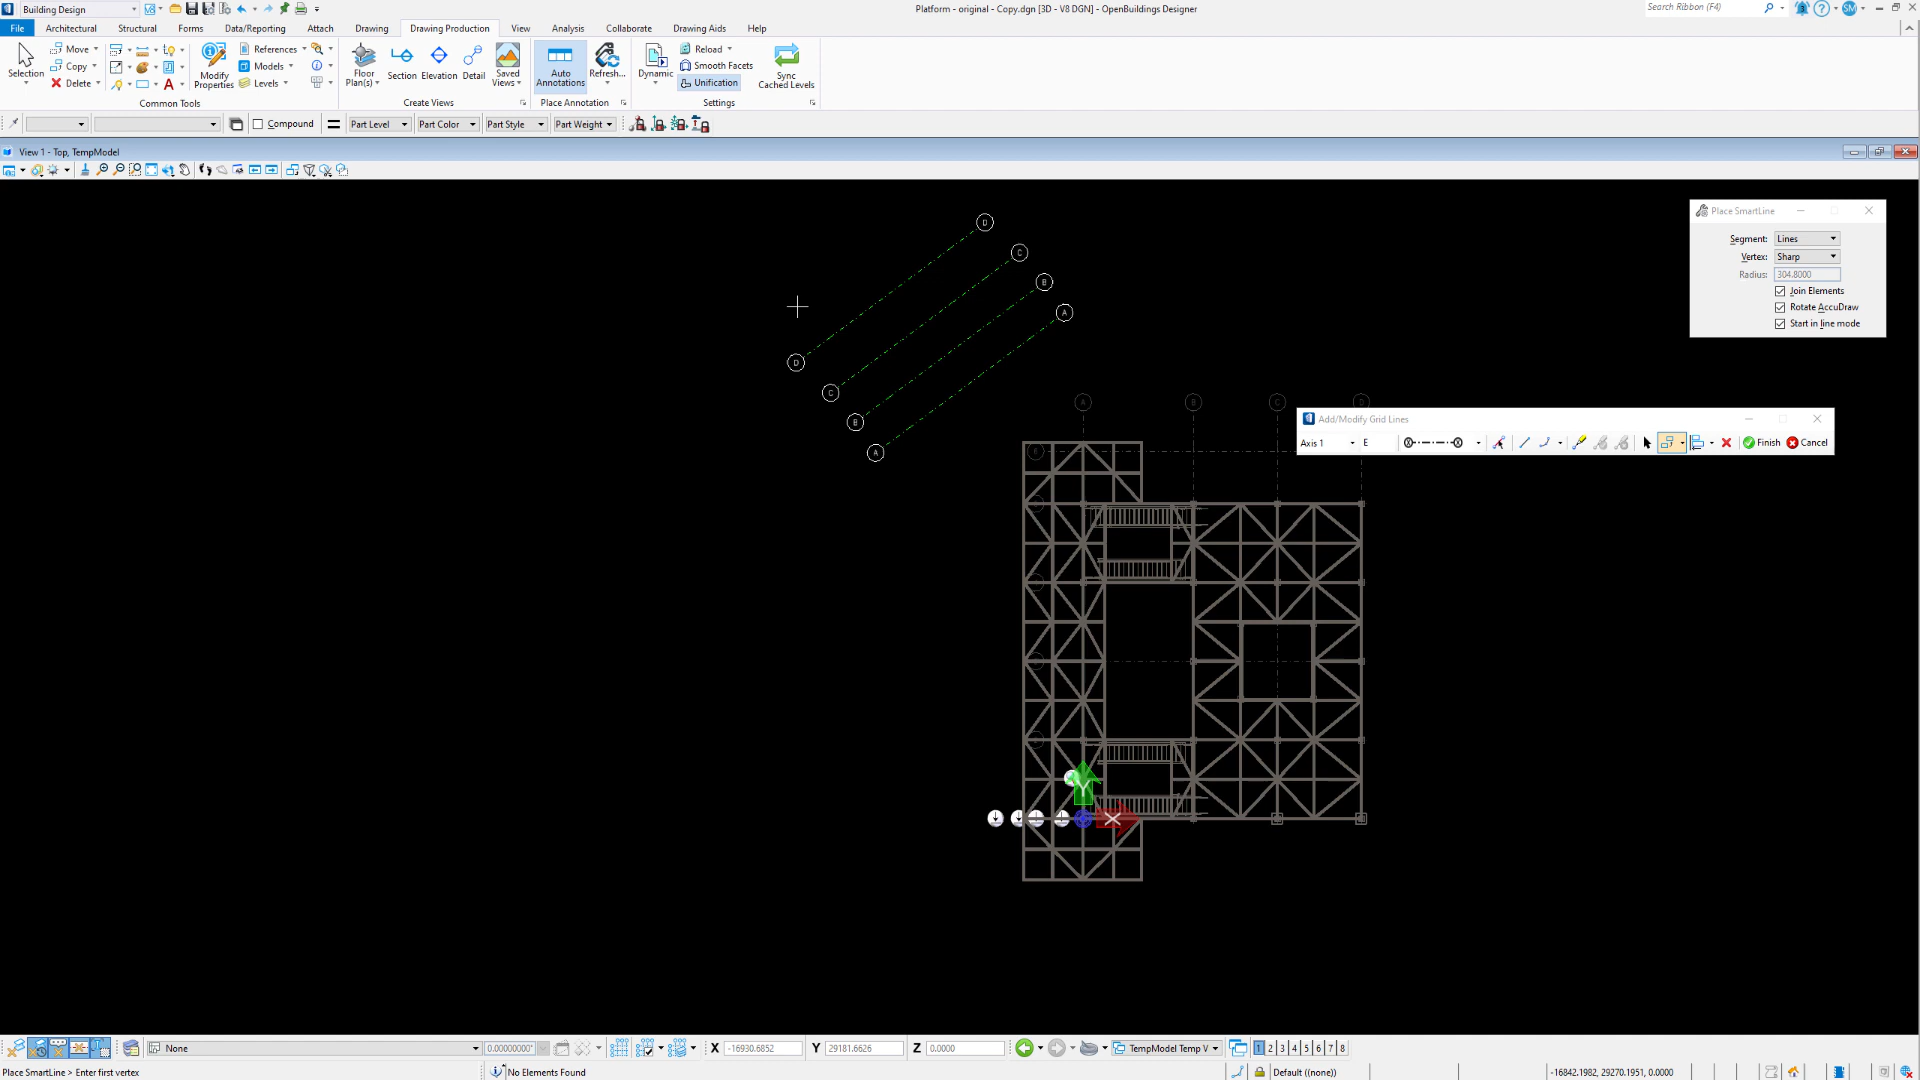 Building Design
Platform - original - Copy.dgn [3D - V8 DGN] - OpenBuildings Designer
Search Ribbon (F4)
SM
File Architectural Structural Forms Data/Reporting Attach Drawing Drawing Production View Analysis Collaborate Drawing Aids Help
Selection
Move
Copy
Delete
Modify Properties
References
Models
Levels
Common Tools
Floor Plan(s)
Section
Elevation
Detail
Saved Views
Create Views
Auto Annotations
Refresh...
Place Annotation
Dynamic
Reload
Smooth Facets
Unification
Settings
Sync Cached Levels
Compound
Part Level
Part Color
Part Style
Part Weight
View 1 - Top, TempModel
Place SmartLine
Segment: Lines
Vertex: Sharp
Radius: 304.8000
Join Elements
Rotate AccuDraw
Start in line mode
D
C
B
A
D
C
B
A
A B C D
Add/Modify Grid Lines
Axis 1 E Finish Cancel
Y
X
None 0.00000000° X -16930.6852 Y 29181.6626 Z 0.0000 TempModel Temp V 1 2 3 4 5 6 7 8
Place SmartLine > Enter first vertex No Elements Found Default ((none)) -16842.1982, 29270.1951, 0.0000